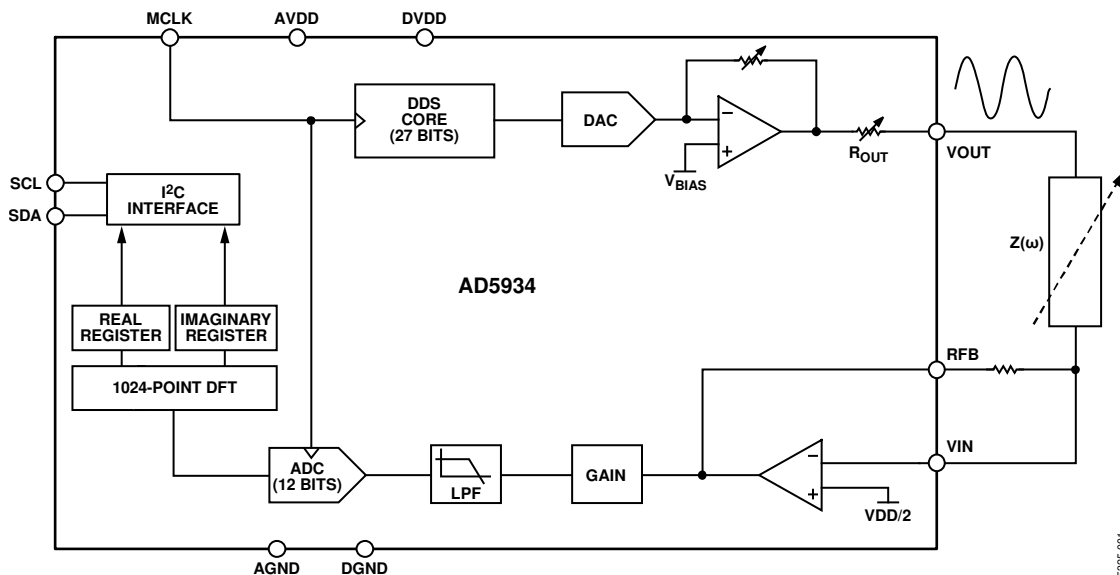 MCLK AVDD DVDD
DDS
CORE
(27 BITS)
DAC
−
+
VBIAS
ROUT
VOUT
SCL
SDA
I2C
INTERFACE
Z(ω)
AD5934
REAL
REGISTER
IMAGINARY
REGISTER
1024-POINT DFT
RFB
VIN
ADC
(12 BITS)
LPF
GAIN
−
+
VDD/2
AGND DGND